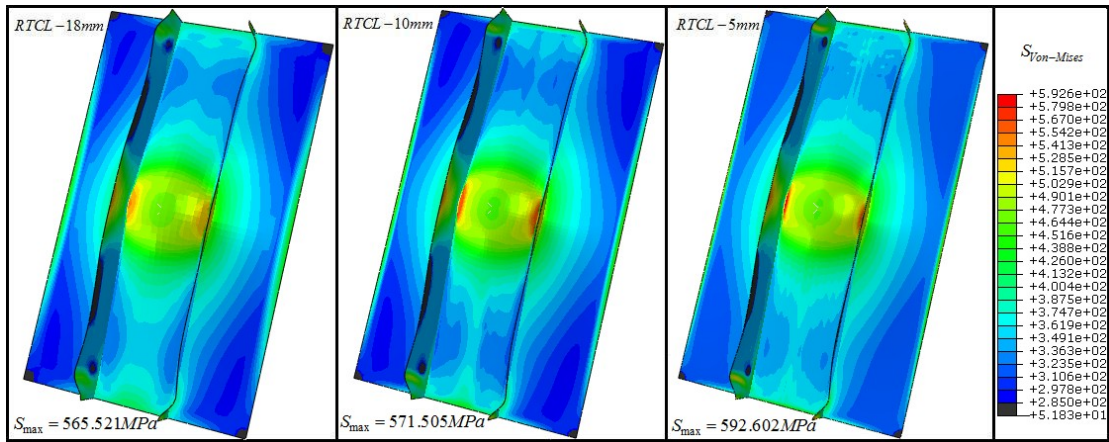 RTCL−18mm
S_max = 565.521MPa
RTCL−10mm
S_max = 571.505MPa
RTCL−5mm
S_max = 592.602MPa
S_Von−Mises
+5.926e+02
+5.798e+02
+5.670e+02
+5.542e+02
+5.413e+02
+5.285e+02
+5.157e+02
+5.029e+02
+4.901e+02
+4.773e+02
+4.644e+02
+4.516e+02
+4.388e+02
+4.260e+02
+4.132e+02
+4.004e+02
+3.875e+02
+3.747e+02
+3.619e+02
+3.491e+02
+3.363e+02
+3.235e+02
+3.106e+02
+2.978e+02
+2.850e+02
+5.183e+01